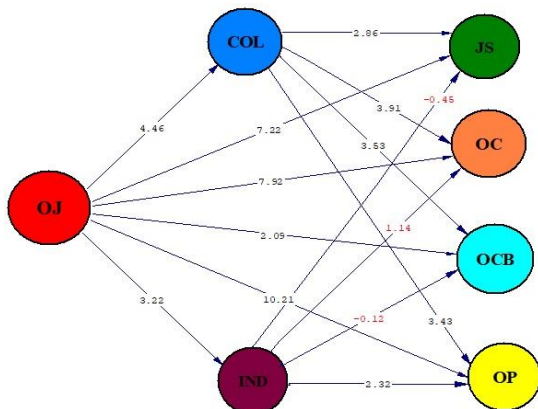 COL
2.86
JS
-0.45
3.91
4.46
7.22
3.53
OC
7.92
OJ
1.14
2.09
OCB
10.21
3.22
-0.12
3.43
IND
2.32
OP